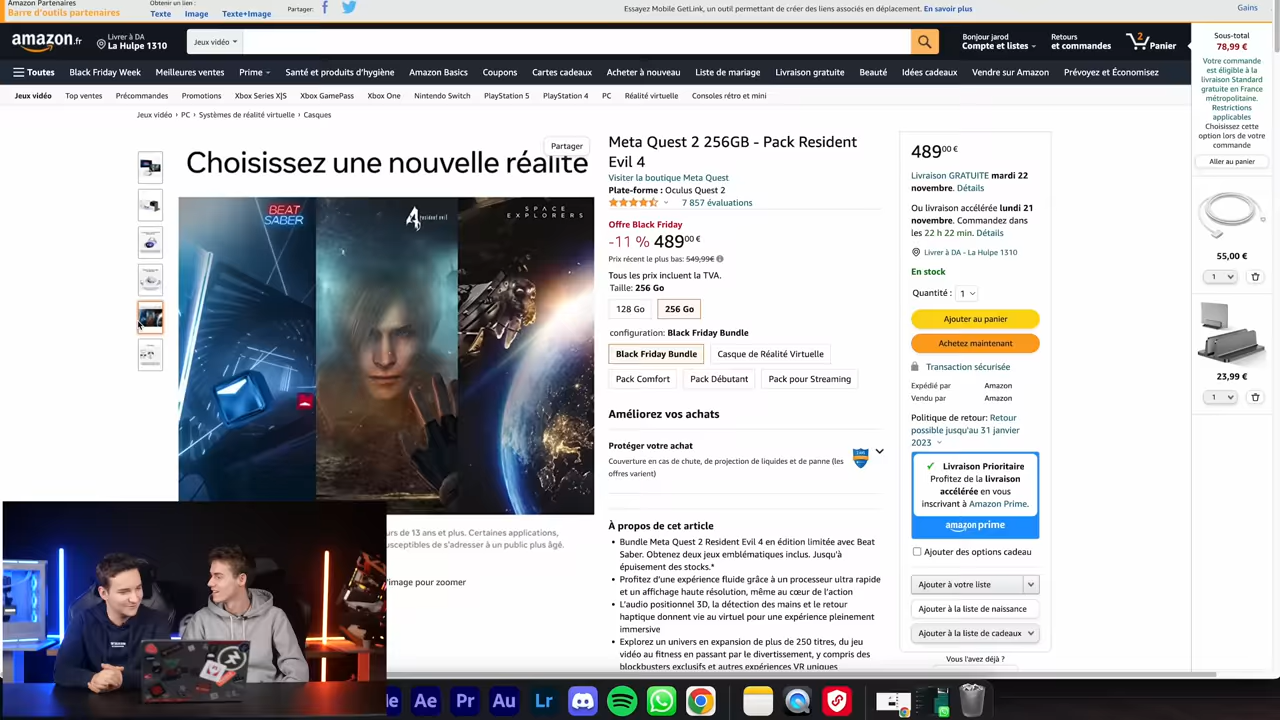 Amazon Partenaires
Barre d'outils partenaires
Obtenir un lien :
Texte Image Texte+Image
Partager:
Essayez Mobile GetLink, un outil permettant de créer des liens associés en déplacement. En savoir plus
Gains
amazon.fr
Livrer à DA
La Hulpe 1310
Jeux vidéo
Bonjour jarod
Compte et listes
Retours
et commandes
2
Panier
Toutes Black Friday Week Meilleures ventes Prime Santé et produits d'hygiène Amazon Basics Coupons Cartes cadeaux Acheter à nouveau Liste de mariage Livraison gratuite Beauté Idées cadeaux Vendre sur Amazon Prévoyez et Économisez
Jeux vidéo Top ventes Précommandes Promotions Xbox Series X|S Xbox GamePass Xbox One Nintendo Switch PlayStation 5 PlayStation 4 PC Réalité virtuelle Consoles rétro et mini
Jeux vidéo › PC › Systèmes de réalité virtuelle › Casques
Partager
Choisissez une nouvelle réalité
BEAT
SABER
4
resident evil
SPACE
EXPLORERS
urs de 13 ans et plus. Certaines applications,
usceptibles de s'adresser à un public plus âgé.
'image pour zoomer
Meta Quest 2 256GB - Pack Resident
Evil 4
Visiter la boutique Meta Quest
Plate-forme : Oculus Quest 2
7 857 évaluations
Offre Black Friday
-11 % 489,00 €
Prix récent le plus bas: 549,99€
Tous les prix incluent la TVA.
Taille: 256 Go
128 Go 256 Go
configuration: Black Friday Bundle
Black Friday Bundle Casque de Réalité Virtuelle
Pack Comfort Pack Débutant Pack pour Streaming
Améliorez vos achats
Protéger votre achat
Couverture en cas de chute, de projection de liquides et de panne (les
offres varient)
À propos de cet article
• Bundle Meta Quest 2 Resident Evil 4 en édition limitée avec Beat
Saber. Obtenez deux jeux emblématiques inclus. Jusqu'à
épuisement des stocks.*
• Profitez d'une expérience fluide grâce à un processeur ultra rapide
et un affichage haute résolution, même au cœur de l'action
• L'audio positionnel 3D, la détection des mains et le retour
haptique donnent vie au virtuel pour une expérience pleinement
immersive
• Explorez un univers en expansion de plus de 250 titres, du jeu
vidéo au fitness en passant par le divertissement, y compris des
blockbusters exclusifs et autres expériences VR uniques
489,00 €
Livraison GRATUITE mardi 22
novembre. Détails
Ou livraison accélérée lundi 21
novembre. Commandez dans
les 22 h 22 min. Détails
Livrer à DA - La Hulpe 1310
En stock
Quantité : 1
Ajouter au panier
Achetez maintenant
Transaction sécurisée
Expédié par Amazon
Vendu par Amazon
Politique de retour: Retour
possible jusqu'au 31 janvier
2023
Livraison Prioritaire
Profitez de la livraison
accélérée en vous
inscrivant à Amazon Prime.
amazon prime
Ajouter des options cadeau
Ajouter à votre liste
Ajouter à la liste de naissance
Ajouter à la liste de cadeaux
Vous l'avez déjà ?
Sous-total
78,99 €
Votre commande
est éligible à la
livraison Standard
gratuite en France
métropolitaine.
Restrictions
applicables
Choisissez cette
option lors de votre
commande
Aller au panier
55,00 €
1
23,99 €
1
Ae Pr Au Lr